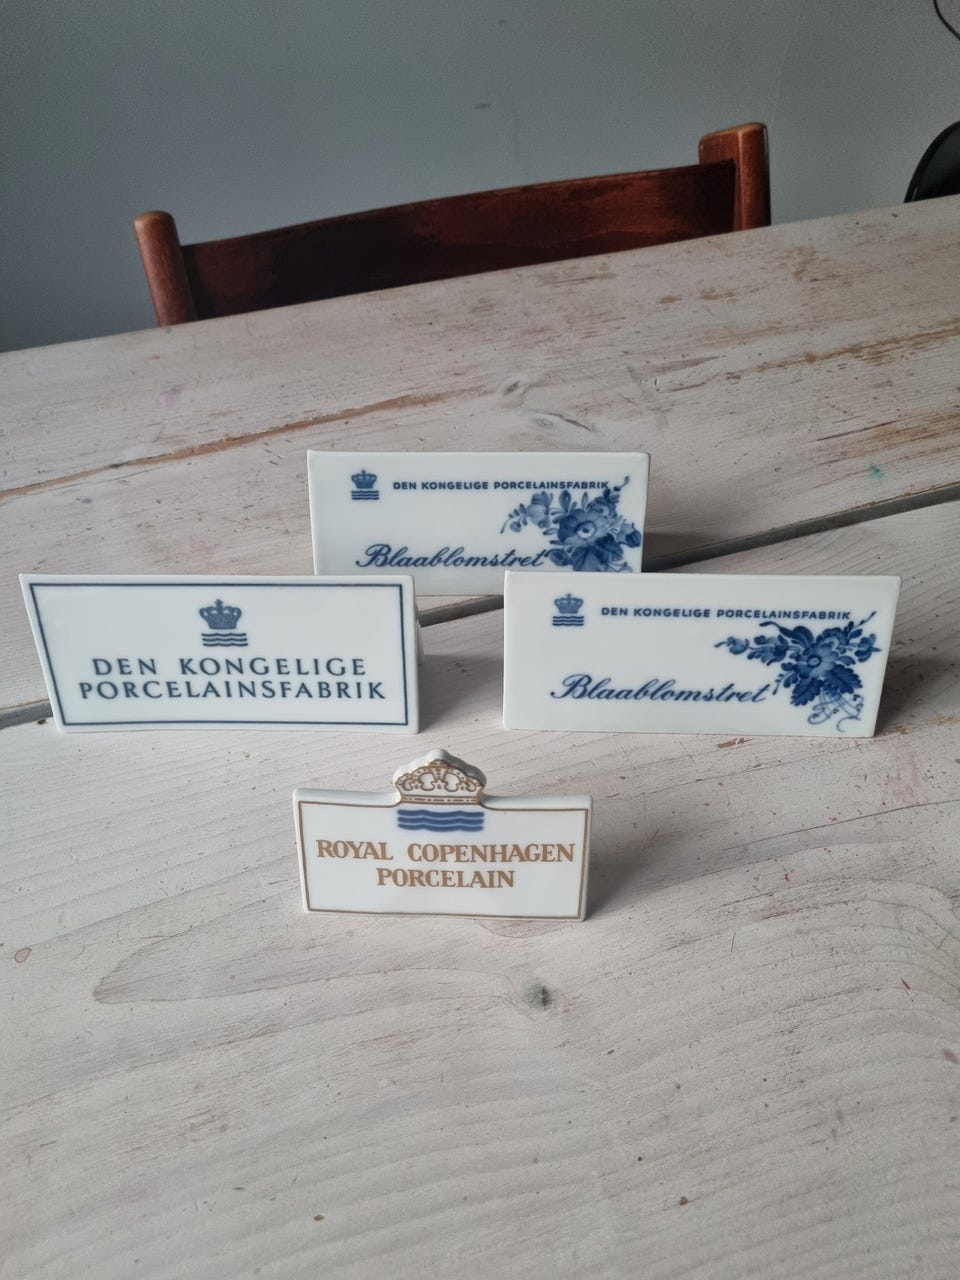 DEN KONGELIGE PORCELAINSFABRIK
Blaablomstret
DEN KONGELIGE
PORCELAINSFABRIK
DEN KONGELIGE PORCELAINSFABRIK
Blaablomstret
ROYAL COPENHAGEN
PORCELAIN